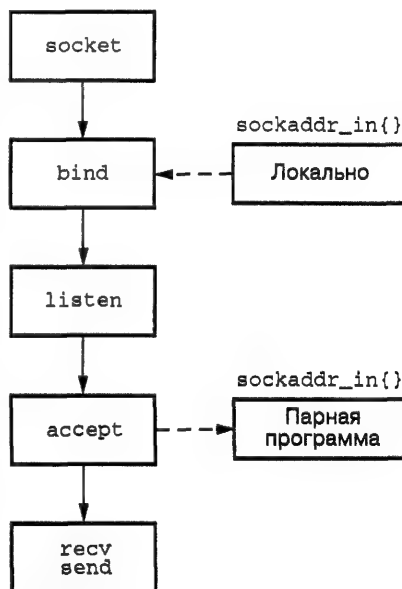 socket
sockaddr_in{}
bind
Локально
listen
sockaddr_in{}
accept
Парная
программа
recv
send